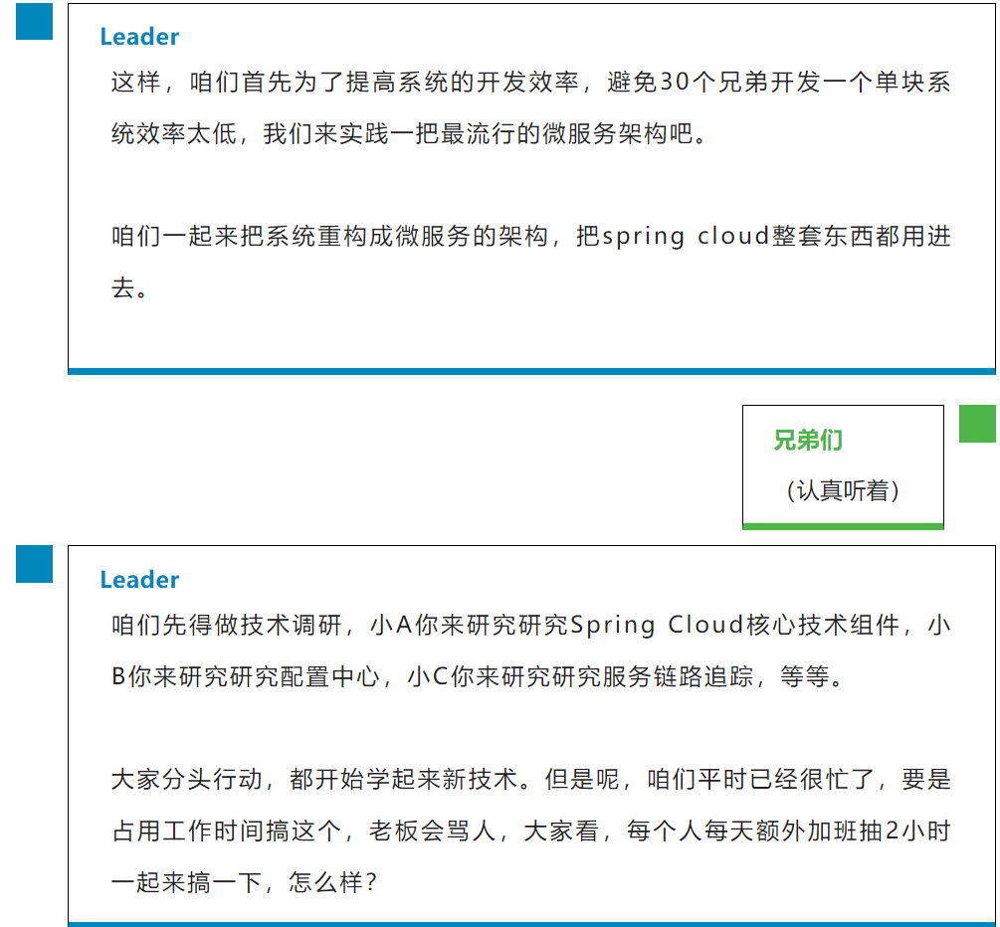 Leader
这样，咱们首先为了提高系统的开发效率，避免30个兄弟开发一个单块系
统效率太低，我们来实践一把最流行的微服务架构吧。
咱们一起来把系统重构成微服务的架构，把spring cloud整套东西都用进
去。
兄弟们
（认真听着）
Leader
咱们先得做技术调研，小A你来研究研究Spring Cloud核心技术组件，小
B你来研究研究配置中心，小C你来研究研究服务链路追踪，等等。
大家分头行动，都开始学起来新技术。但是呢，咱们平时已经很忙了，要是
占用工作时间搞这个，老板会骂人，大家看，每个人每天额外加班抽2小时
一起来搞一下，怎么样？